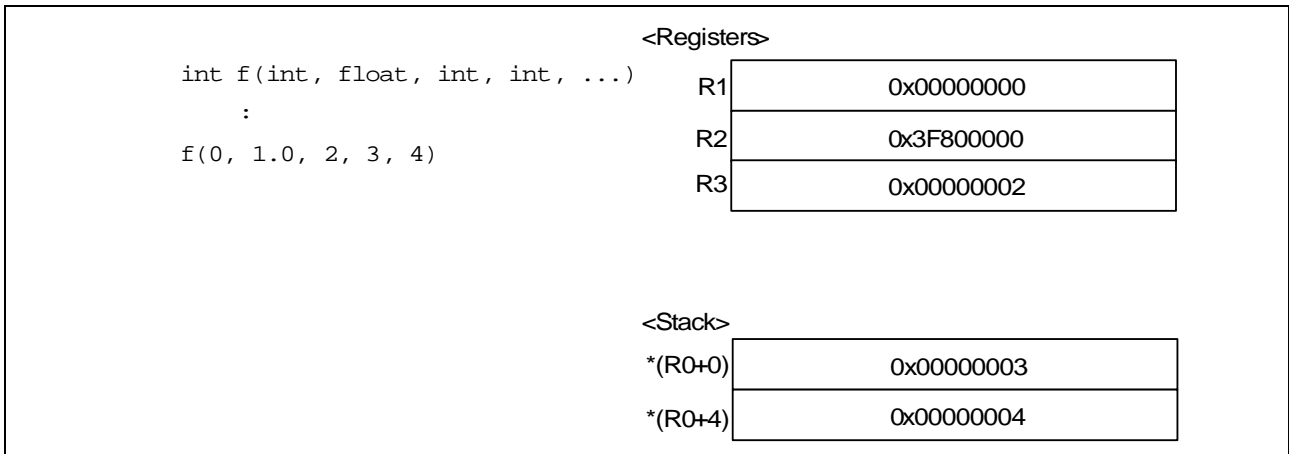 int f(int, float, int, int, ...)
:
f(0, 1.0, 2, 3, 4)
<Registers>
R1 0x00000000
R2 0x3F800000
R3 0x00000002
<Stack>
*(R0+0) 0x00000003
*(R0+4) 0x00000004